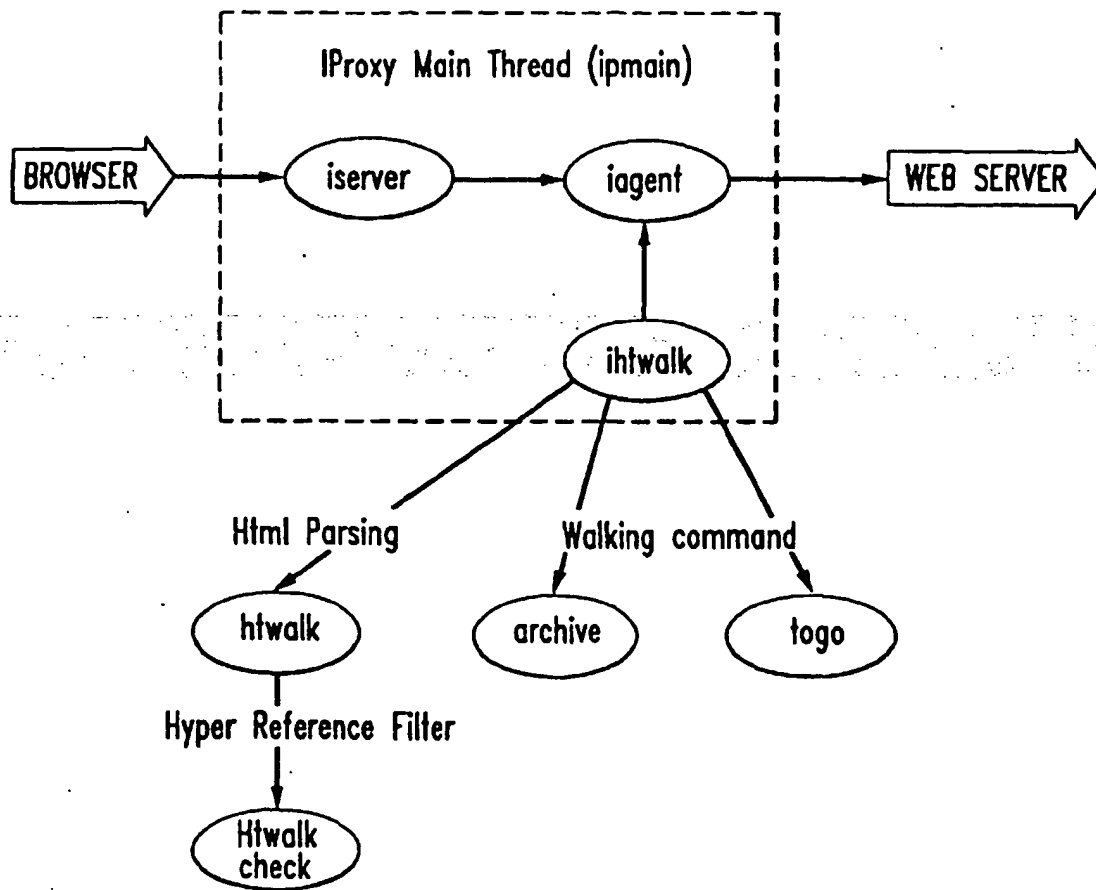 IProxy Main Thread (ipmain)
BROWSER
iserver
iagent
WEB SERVER
ihtwalk
Html Parsing
Walking command
htwalk
archive
togo
Hyper Reference Filter
Htwalk
check